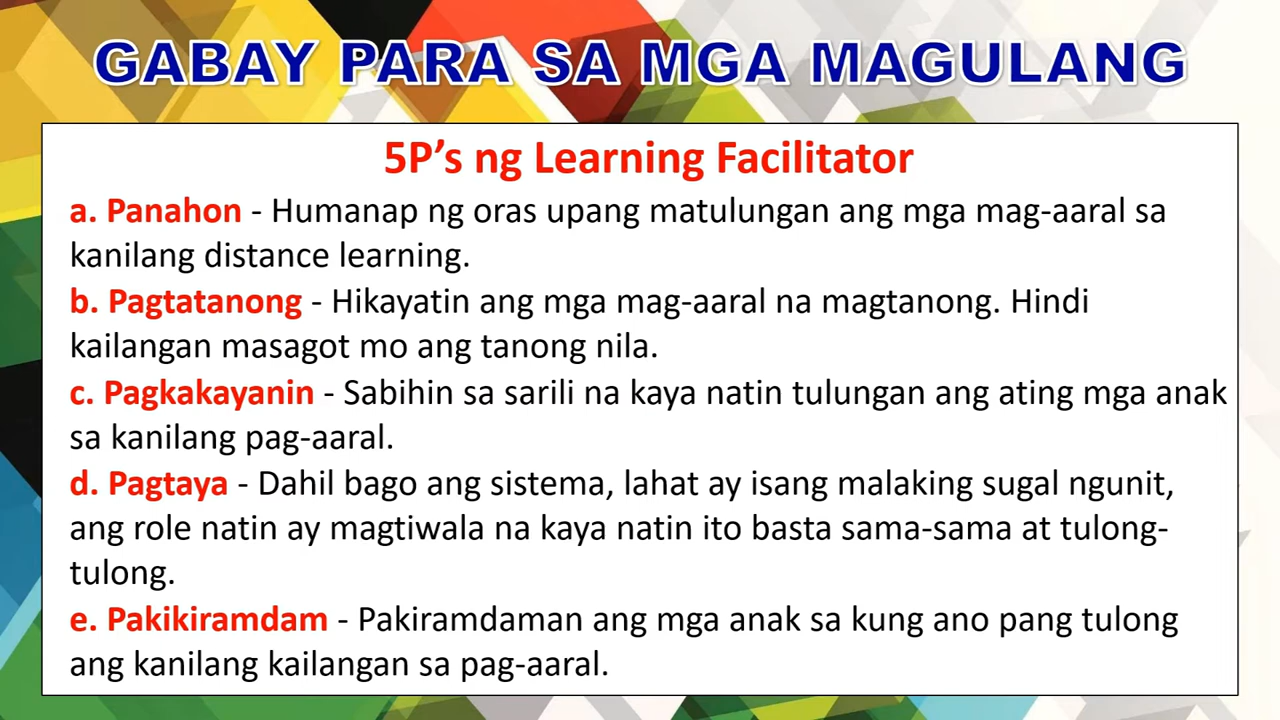 GABAY PARA SA MGA MAGULANG
5P’s ng Learning Facilitator
a. Panahon - Humanap ng oras upang matulungan ang mga mag-aaral sa
kanilang distance learning.
b. Pagtatanong - Hikayatin ang mga mag-aaral na magtanong. Hindi
kailangan masagot mo ang tanong nila.
c. Pagkakayanin - Sabihin sa sarili na kaya natin tulungan ang ating mga anak
sa kanilang pag-aaral.
d. Pagtaya - Dahil bago ang sistema, lahat ay isang malaking sugal ngunit,
ang role natin ay magtiwala na kaya natin ito basta sama-sama at tulong-
tulong.
e. Pakikiramdam - Pakiramdaman ang mga anak sa kung ano pang tulong
ang kanilang kailangan sa pag-aaral.